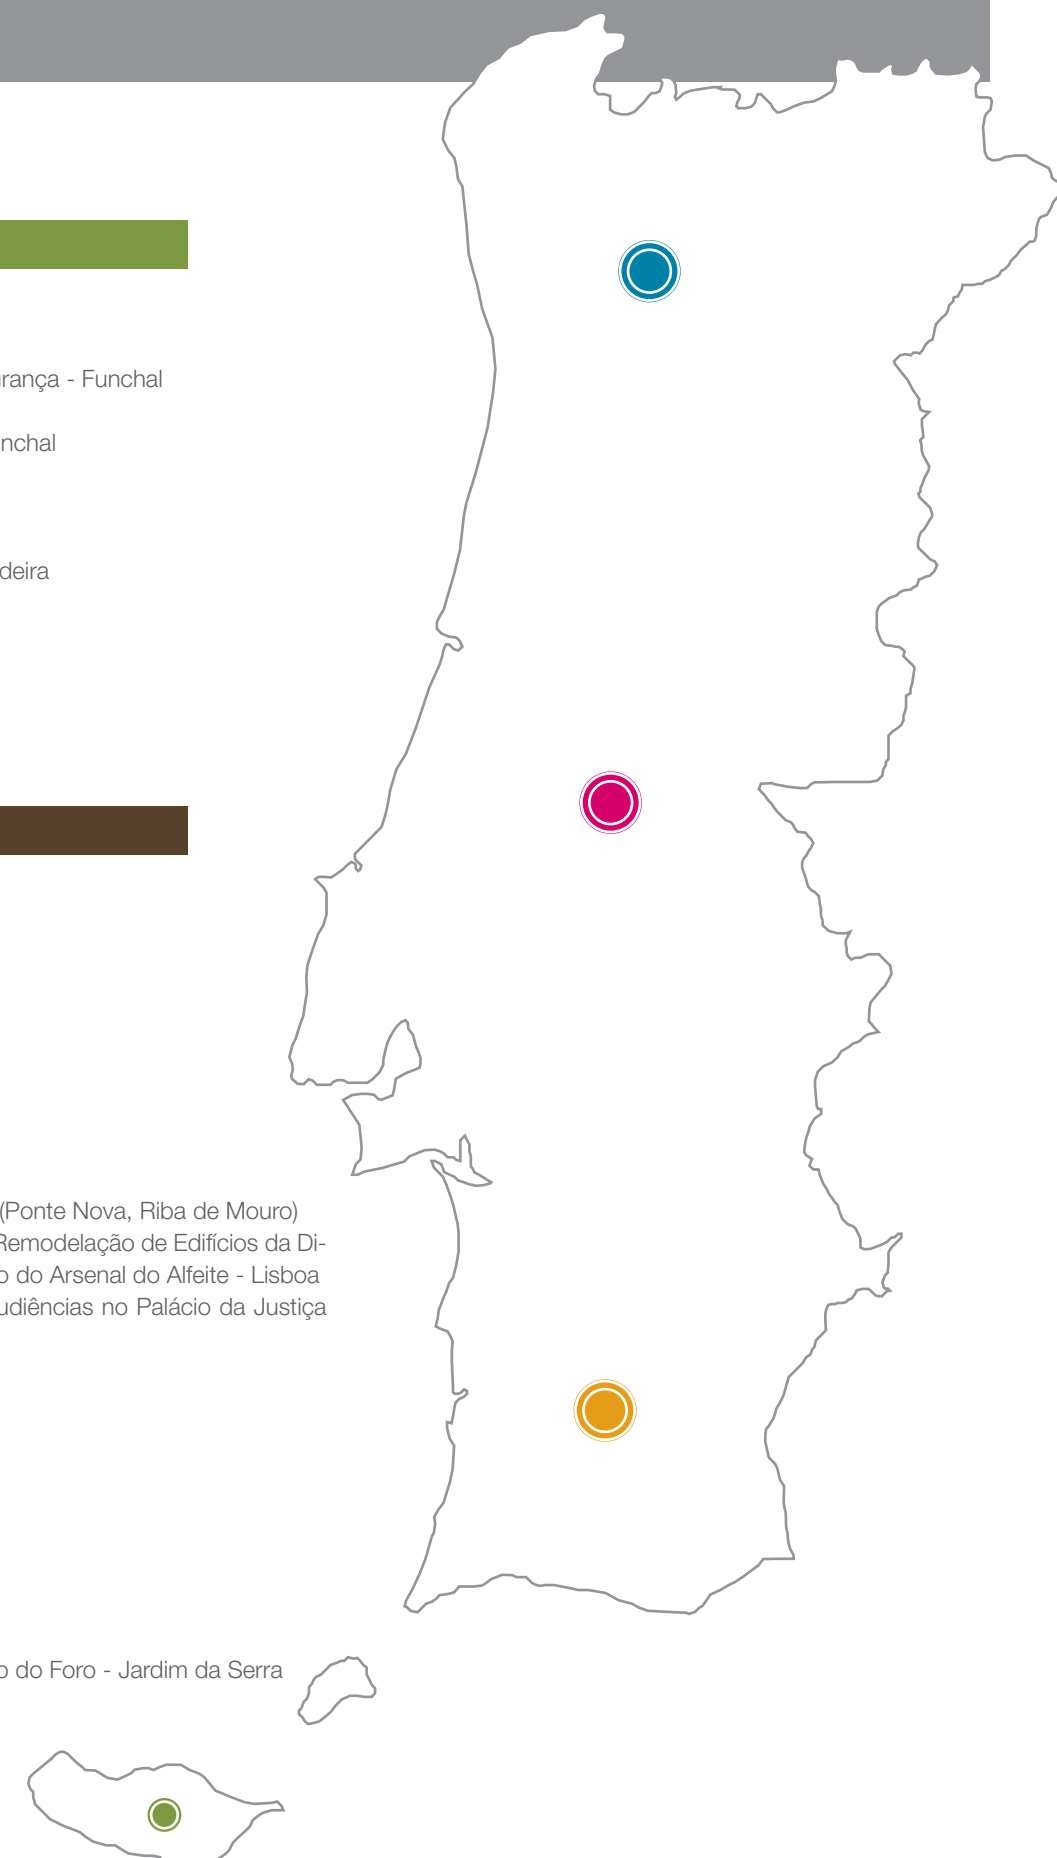 rança - Funchal
nchal
deira
(Ponte Nova, Riba de Mouro)
Remodelação de Edifícios da Di-
o do Arsenal do Alfeite - Lisboa
udiências no Palácio da Justiça
o do Foro - Jardim da Serra